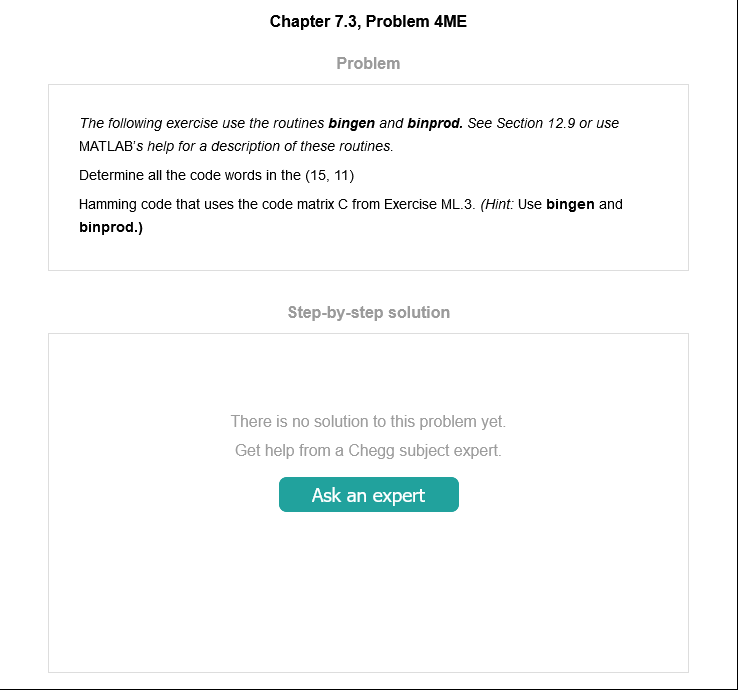 Chapter 7.3, Problem 4ME
Problem
The following exercise use the routines bingen and binprod. See Section 12.9 or use
MATLAB's help for a description of these routines.
Determine all the code words in the (15, 11)
Hamming code that uses the code matrix C from Exercise ML.3. (Hint: Use bingen and
binprod.)
Step-by-step solution
There is no solution to this problem yet.
Get help from a Chegg subject expert.
Ask an expert